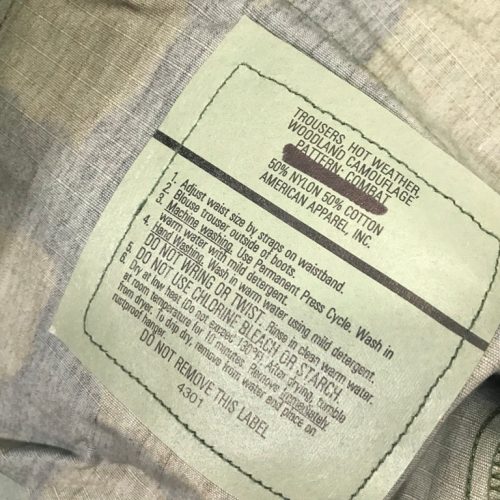 TROUSERS, HOT WEATHER,
WOODLAND CAMOUFLAGE
PATTERN- COMBAT
50% NYLON 50% COTTON
AMERICAN APPAREL, INC.
1. Adjust waist size by straps on waistband.
2. Blouse trouser outside of boots.
3. Machine washing. Use Permanent Press Cycle. Wash in
warm water with mild detergent.
4. Hand Washing. Wash in warm water using mild detergent.
DO NOT WRING OR TWIST. Rinse in clean warm water.
5. DO NOT USE CHLORINE BLEACH OR STARCH.
6. Dry at low heat. (Do not exceed 130°F). After drying, tumble
at room temperature for 10 minutes. Remove immediately
from dryer. To drip dry, remove from water and place on
rustproof hanger.
DO NOT REMOVE THIS LABEL
4301